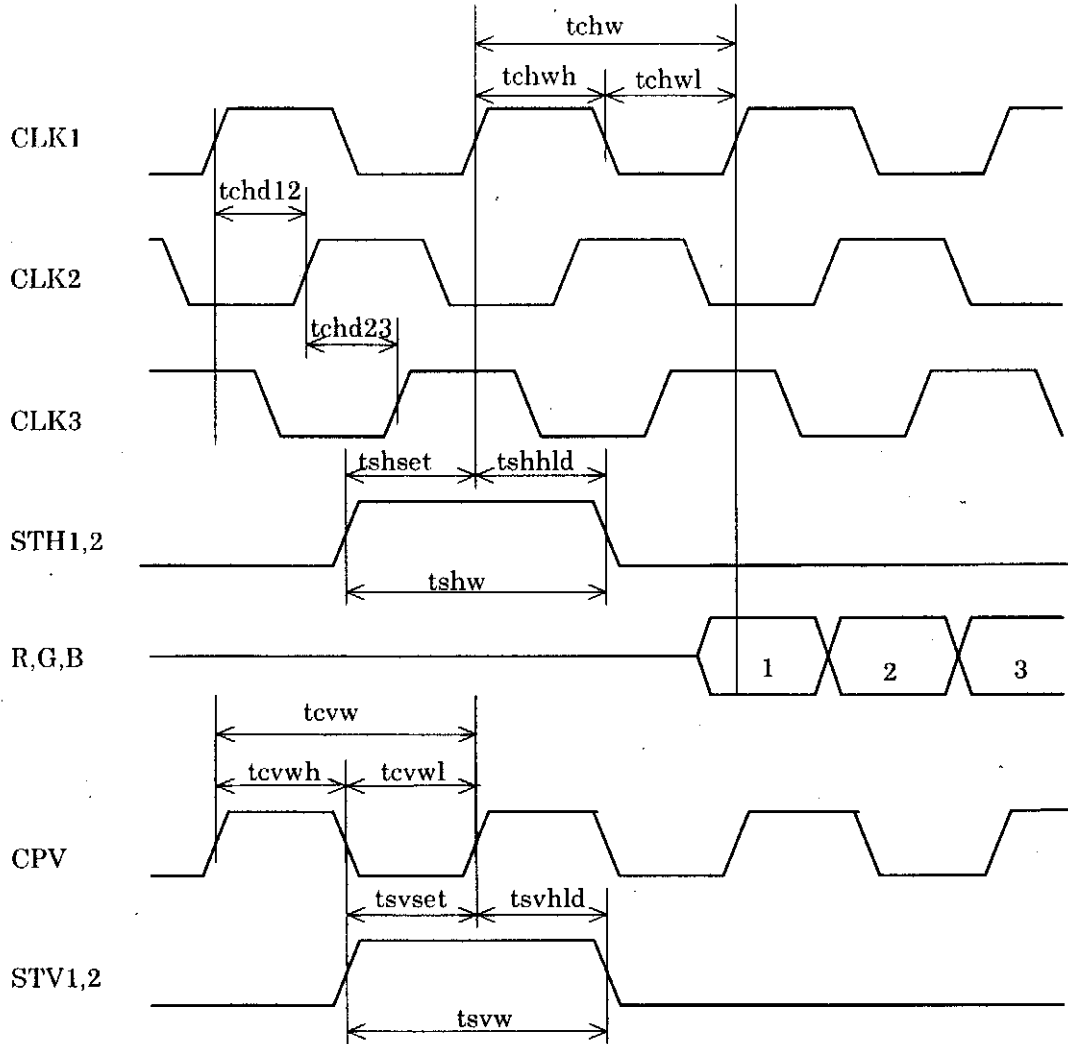 tchw
tchwh tchwl
CLK1
tchd12
CLK2
tchd23
CLK3
tshset tshhld
STH1,2
tshw
R,G,B
1 2 3
tcvw
tcvwh tcvwl
CPV
tsvset tsvhld
STV1,2
tsvw